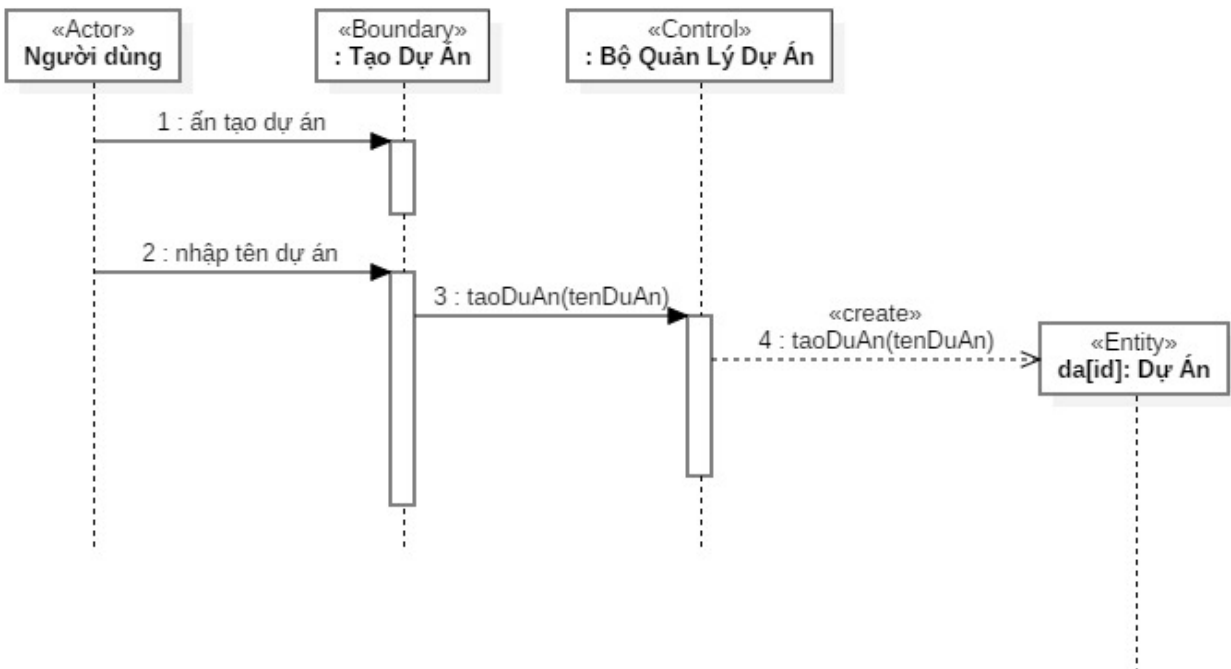 «Actor»
Người dùng
«Boundary»
: Tạo Dự Án
«Control»
: Bộ Quản Lý Dự Án
1 : ấn tạo dự án
2 : nhập tên dự án
3 : taoDuAn(tenDuAn)
«create»
4 : taoDuAn(tenDuAn)
«Entity»
da[id]: Dự Án